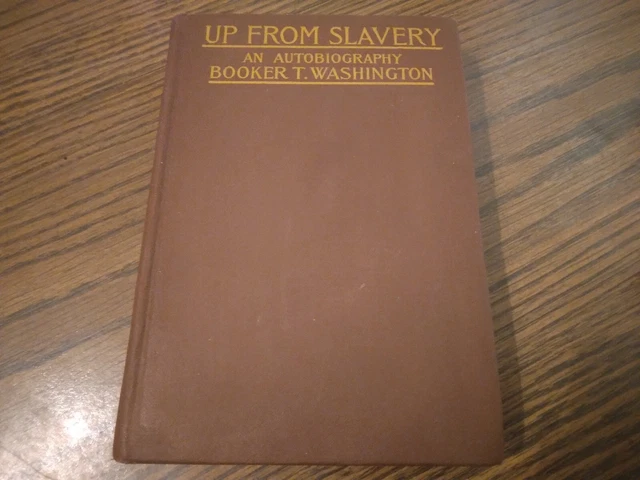 UP FROM SLAVERY
AN AUTOBIOGRAPHY
BOOKER T. WASHINGTON